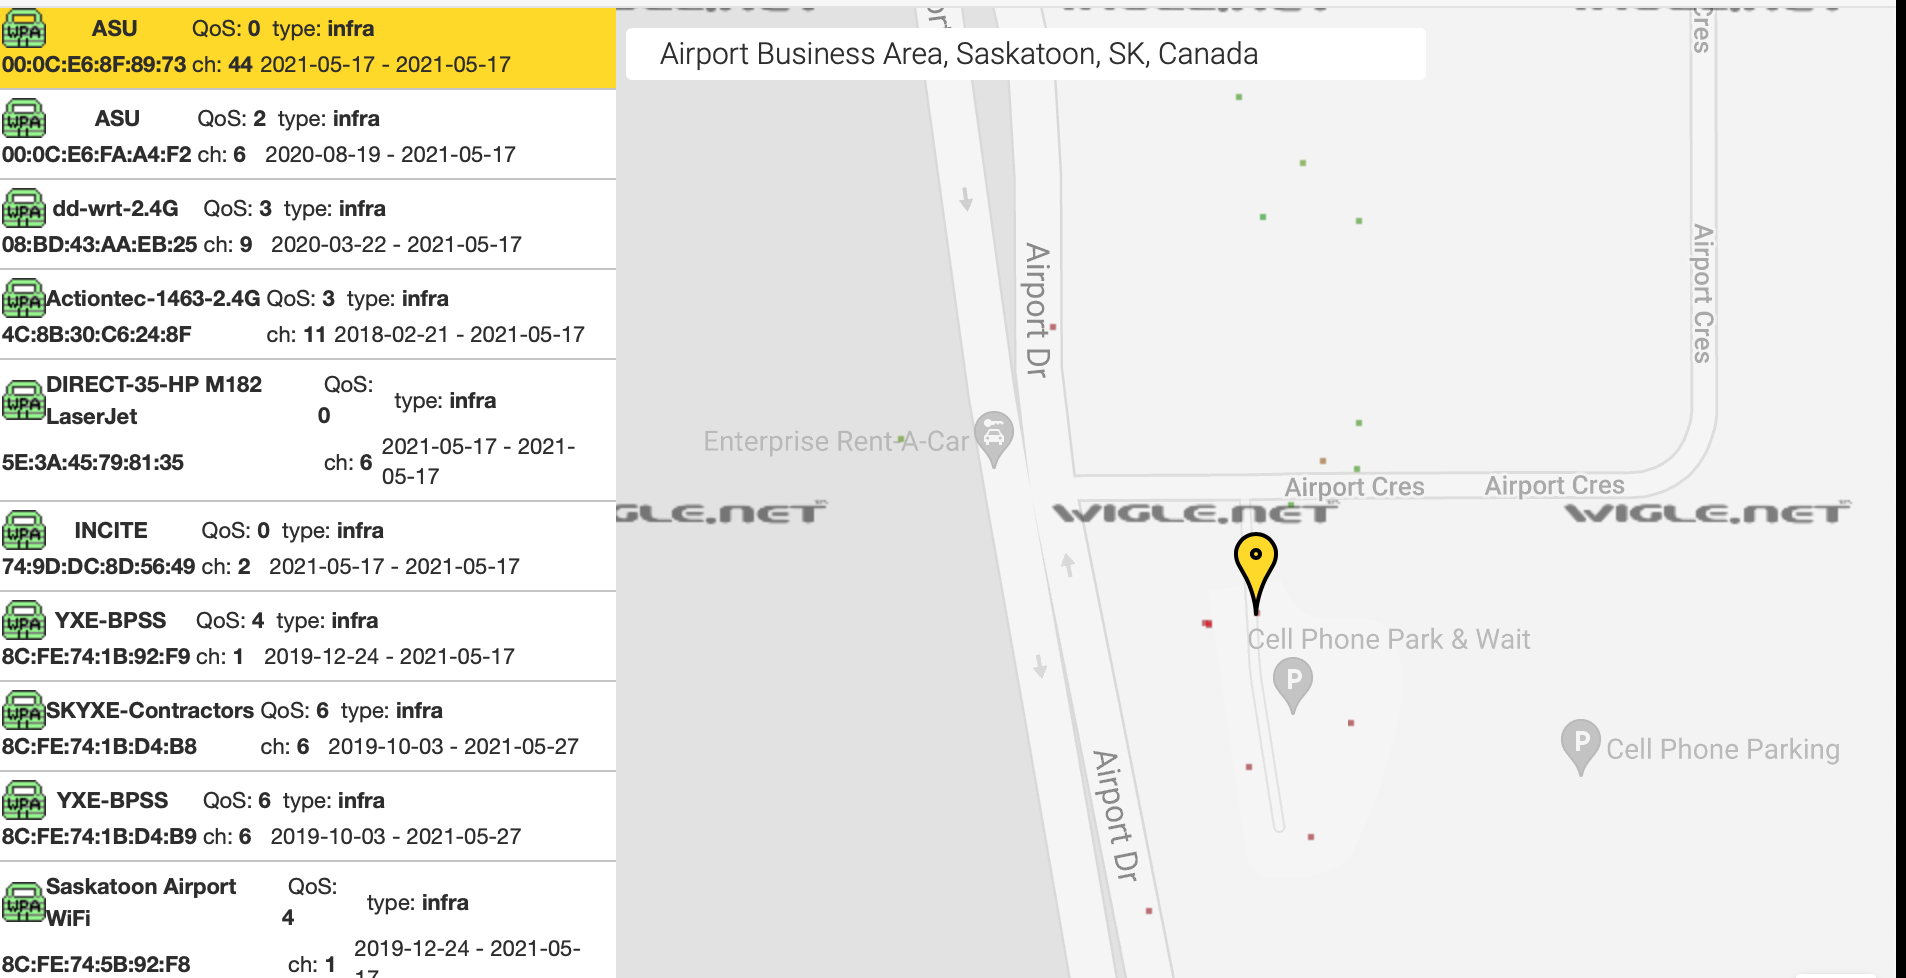 ASU QoS: 0 type: infra
00:0C:E6:8F:89:73 ch: 44 2021-05-17 - 2021-05-17
ASU QoS: 2 type: infra
00:0C:E6:FA:A4:F2 ch: 6 2020-08-19 - 2021-05-17
dd-wrt-2.4G QoS: 3 type: infra
08:BD:43:AA:EB:25 ch: 9 2020-03-22 - 2021-05-17
Actiontec-1463-2.4G QoS: 3 type: infra
4C:8B:30:C6:24:8F ch: 11 2018-02-21 - 2021-05-17
DIRECT-35-HP M182 QoS:
LaserJet 0 type: infra
5E:3A:45:79:81:35 ch: 6 2021-05-17 - 2021-
05-17
INCITE QoS: 0 type: infra
74:9D:DC:8D:56:49 ch: 2 2021-05-17 - 2021-05-17
YXE-BPSS QoS: 4 type: infra
8C:FE:74:1B:92:F9 ch: 1 2019-12-24 - 2021-05-17
SKYXE-Contractors QoS: 6 type: infra
8C:FE:74:1B:D4:B8 ch: 6 2019-10-03 - 2021-05-27
YXE-BPSS QoS: 6 type: infra
8C:FE:74:1B:D4:B9 ch: 6 2019-10-03 - 2021-05-27
Saskatoon Airport QoS:
WiFi 4 type: infra
8C:FE:74:5B:92:F8 ch: 1 2019-12-24 - 2021-05-
17
WPA
WPA
WPA
WPA
WPA
WPA
WPA
WPA
WPA
WPA
Airport Business Area, Saskatoon, SK, Canada
Cres
Airport Cres
Airport Dr
Enterprise Rent-A-Car
Airport Cres
Airport Cres
GLE.NET
WIGLE.NET
WIGLE.NET
Cell Phone Park & Wait
P
P
Cell Phone Parking
Airport Dr